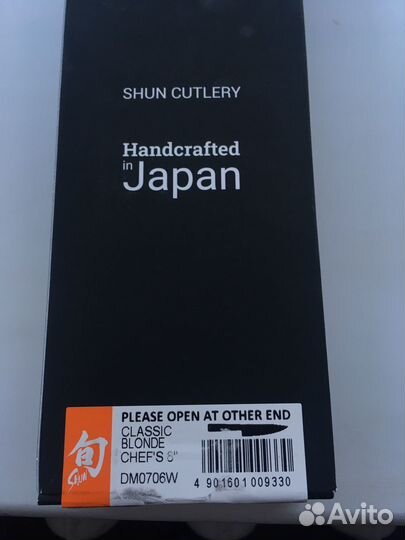 SHUN CUTLERY
Handcrafted
in
Japan
PLEASE OPEN AT OTHER END
CLASSIC
BLONDE
CHEF'S 8"
DM0706W
4 901601 009330
旬
Shun
Avito